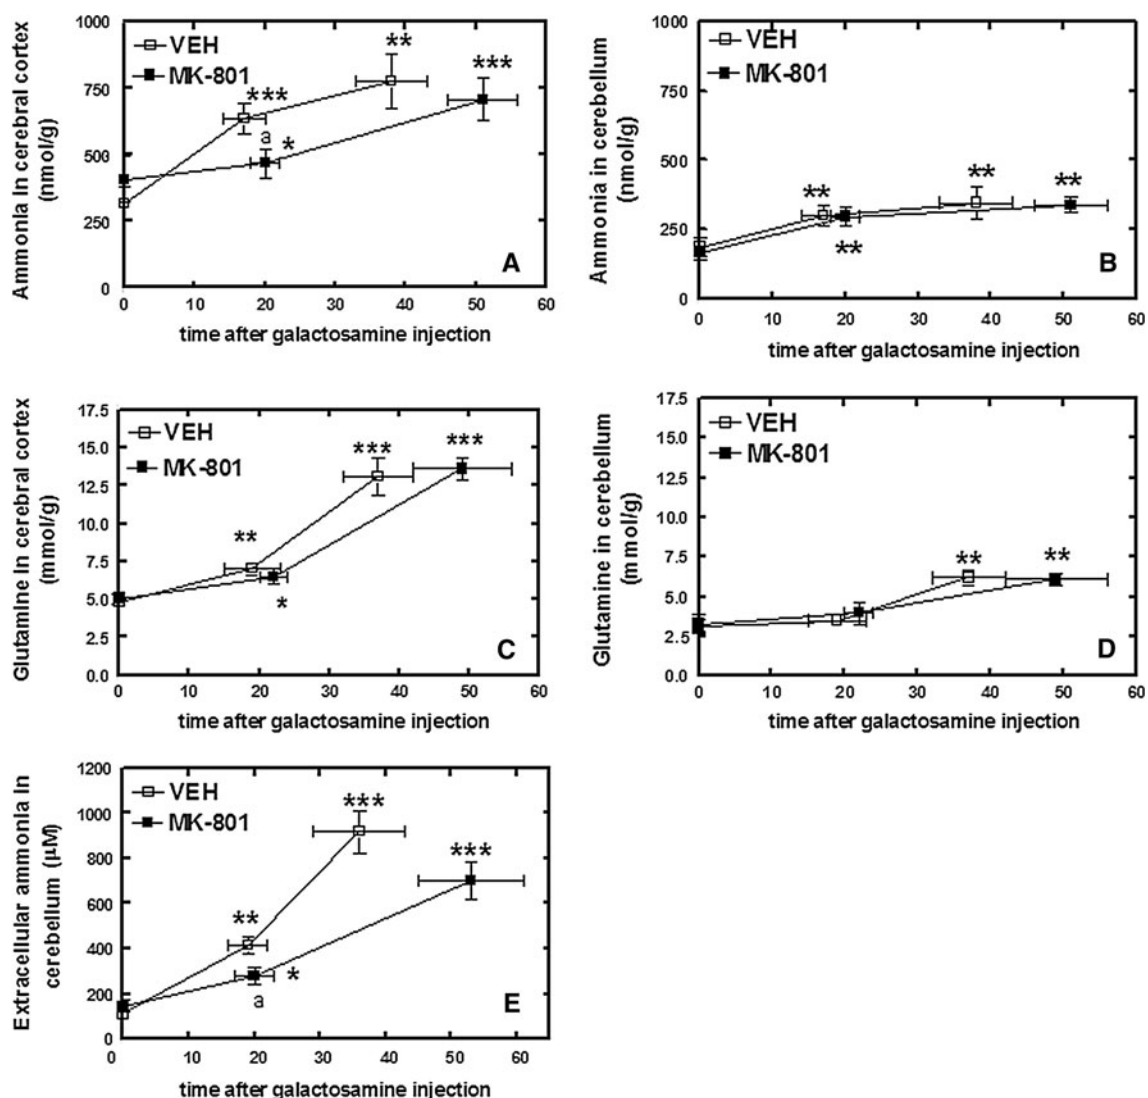 Ammonia in cerebral cortex
(nmol/g)
1000
750
500
250
0
VEH
MK-801
***
**
***
a
*
A
0 10 20 30 40 50 60
time after galactosamine injection
Ammonia in cerebellum
(nmol/g)
1000
750
500
250
0
VEH
MK-801
**
**
**
**
B
0 10 20 30 40 50 60
time after galactosamine injection
Glutamine in cerebral cortex
(mmol/g)
17.5
15.0
12.5
10.0
7.5
5.0
2.5
0.0
VEH
MK-801
***
***
**
*
C
0 20 40 60
time after galactosamine injection
Glutamine in cerebellum
(mmol/g)
17.5
15.0
12.5
10.0
7.5
5.0
2.5
0.0
VEH
MK-801
**
**
D
0 10 20 30 40 50 60
time after galactosamine injection
Extracellular ammonia in
cerebellum (µM)
1200
1000
800
600
400
200
0
VEH
MK-801
***
***
**
*
a
E
0 10 20 30 40 50 60
time after galactosamine injection